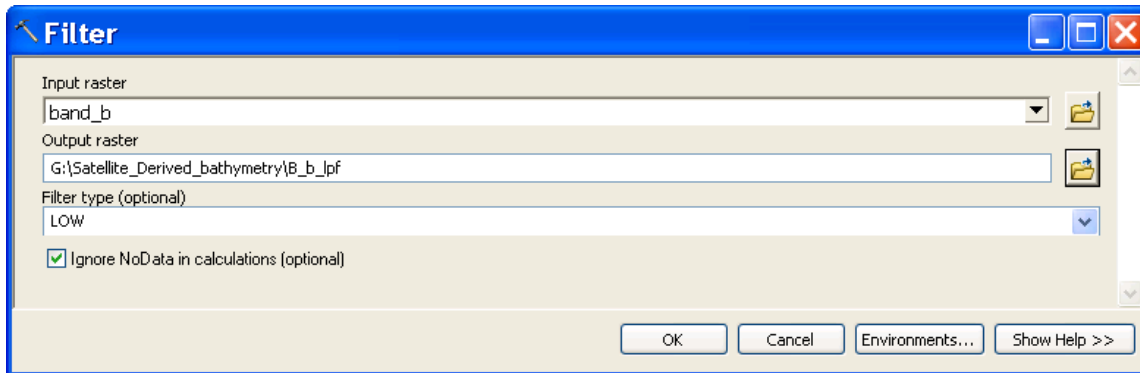 Filter
Input raster
band_b
Output raster
G:\Satellite_Derived_bathymetry\B_b_lpf
Filter type (optional)
LOW
Ignore NoData in calculations (optional)
OK Cancel Environments... Show Help >>